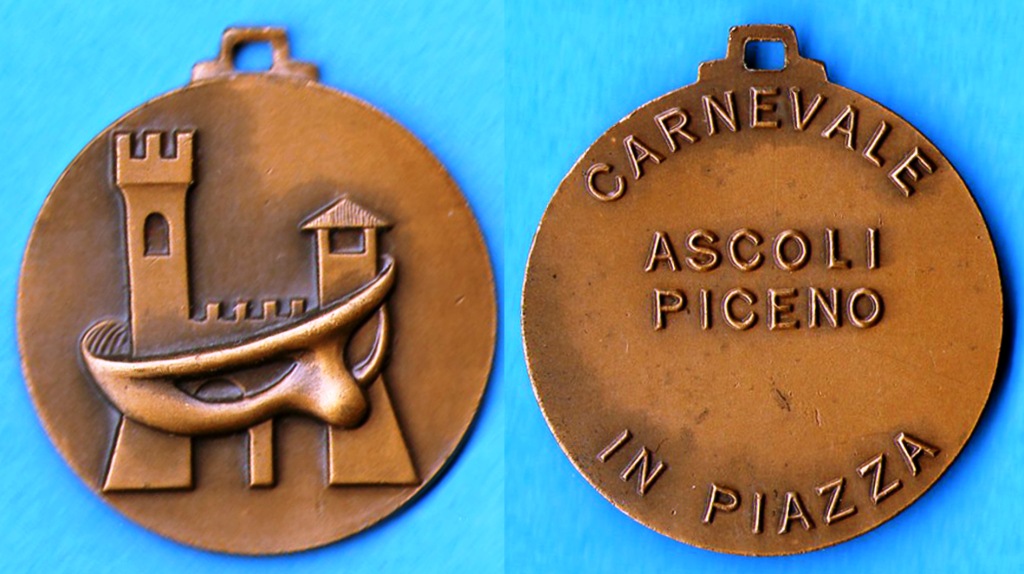 CARNEVALE
ASCOLI
PICENO
IN PIAZZA